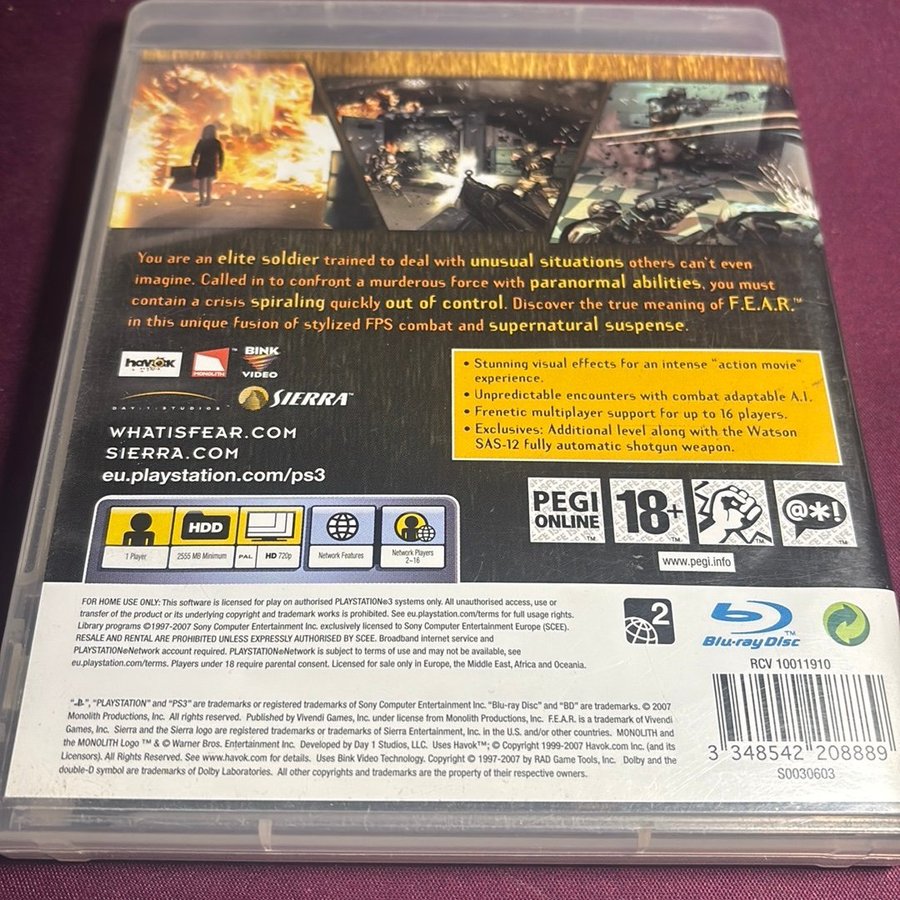 You are an elite soldier trained to deal with unusual situations others can't even
imagine. Called in to confront a murderous force with paranormal abilities, you must
contain a crisis spiraling quickly out of control. Discover the true meaning of F.E.A.R.™
in this unique fusion of stylized FPS combat and supernatural suspense.
havok
MONOLITH
BINK
VIDEO
DAY·1·STUDIOS
SIERRA™
WHATISFEAR.COM
SIERRA.COM
eu.playstation.com/ps3
• Stunning visual effects for an intense "action movie"
experience.
• Unpredictable encounters with combat adaptable A.I.
• Frenetic multiplayer support for up to 16 players.
• Exclusives: Additional level along with the Watson
SAS-12 fully automatic shotgun weapon.
PEGI
ONLINE
18+
@*!
www.pegi.info
HDD
1 Player
2555 MB Minimum
PAL
HD 720p
Network Features
Network Players
2-16
FOR HOME USE ONLY: This software is licensed for play on authorised PLAYSTATION®3 systems only. All unauthorised access, use or
transfer of the product or its underlying copyright and trademark works is prohibited. See eu.playstation.com/terms for full usage rights.
Library programs ©1997-2007 Sony Computer Entertainment Inc. exclusively licensed to Sony Computer Entertainment Europe (SCEE).
RESALE AND RENTAL ARE PROHIBITED UNLESS EXPRESSLY AUTHORISED BY SCEE. Broadband internet service and
PLAYSTATION®Network account required. PLAYSTATION®Network is subject to terms of use and may not be available, see
eu.playstation.com/terms. Players under 18 require parental consent. Licensed for sale only in Europe, the Middle East, Africa and Oceania.
2
Blu-ray Disc™
RCV 10011910
" ", "PLAYSTATION" and "PS3" are trademarks or registered trademarks of Sony Computer Entertainment Inc. "Blu-ray Disc" and "BD" are trademarks. © 2007
Monolith Productions, Inc. All rights reserved. Published by Vivendi Games, Inc. under license from Monolith Productions, Inc. F.E.A.R. is a trademark of Vivendi
Games, Inc. Sierra and the Sierra logo are registered trademarks or trademarks of Sierra Entertainment, Inc. in the U.S. and/or other countries. MONOLITH and
the MONOLITH Logo ™ & © Warner Bros. Entertainment Inc. Developed by Day 1 Studios, LLC. Uses Havok™; © Copyright 1999-2007 Havok.com Inc. (and its
Licensors). All Rights Reserved. See www.havok.com for details. Uses Bink Video Technology. Copyright © 1997-2007 by RAD Game Tools, Inc. Dolby and the
double-D symbol are trademarks of Dolby Laboratories. All other copyrights and trademarks are the property of their respective owners.
3 348542 208889
S0030603